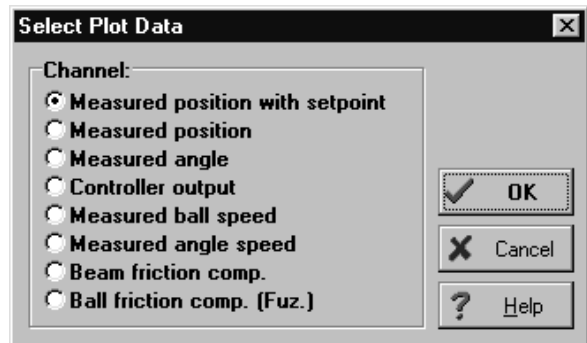 Select Plot Data
Channel:
Measured position with setpoint
Measured position
Measured angle
Controller output
Measured ball speed
Measured angle speed
Beam friction comp.
Ball friction comp. (Fuz.)
OK
Cancel
Help